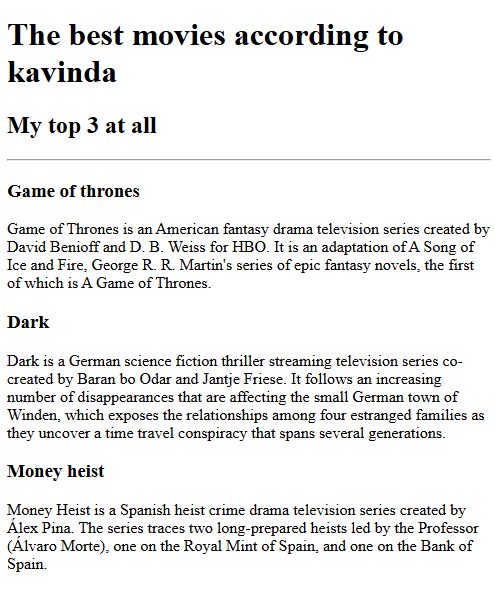 The best movies according to
kavinda
My top 3 at all
Game of thrones
Game of Thrones is an American fantasy drama television series created by
David Benioff and D. B. Weiss for HBO. It is an adaptation of A Song of
Ice and Fire, George R. R. Martin's series of epic fantasy novels, the first
of which is A Game of Thrones.
Dark
Dark is a German science fiction thriller streaming television series co-
created by Baran bo Odar and Jantje Friese. It follows an increasing
number of disappearances that are affecting the small German town of
Winden, which exposes the relationships among four estranged families as
they uncover a time travel conspiracy that spans several generations.
Money heist
Money Heist is a Spanish heist crime drama television series created by
Álex Pina. The series traces two long-prepared heists led by the Professor
(Álvaro Morte), one on the Royal Mint of Spain, and one on the Bank of
Spain.